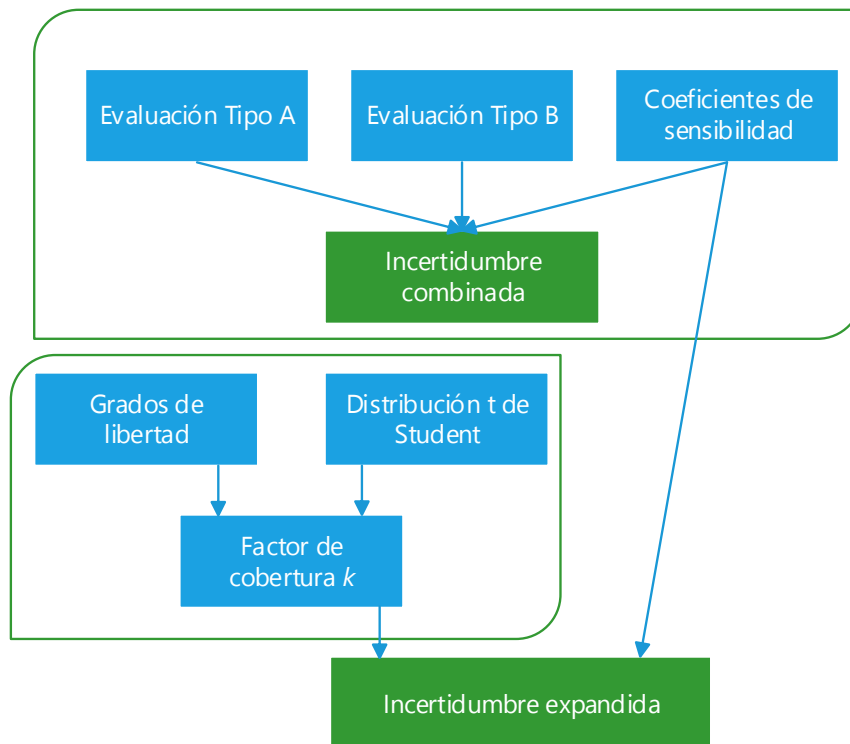 Evaluación Tipo A
Evaluación Tipo B
Coeficientes de
sensibilidad
Incertidumbre
combinada
Grados de
libertad
Distribución t de
Student
Factor de
cobertura k
Incertidumbre expandida